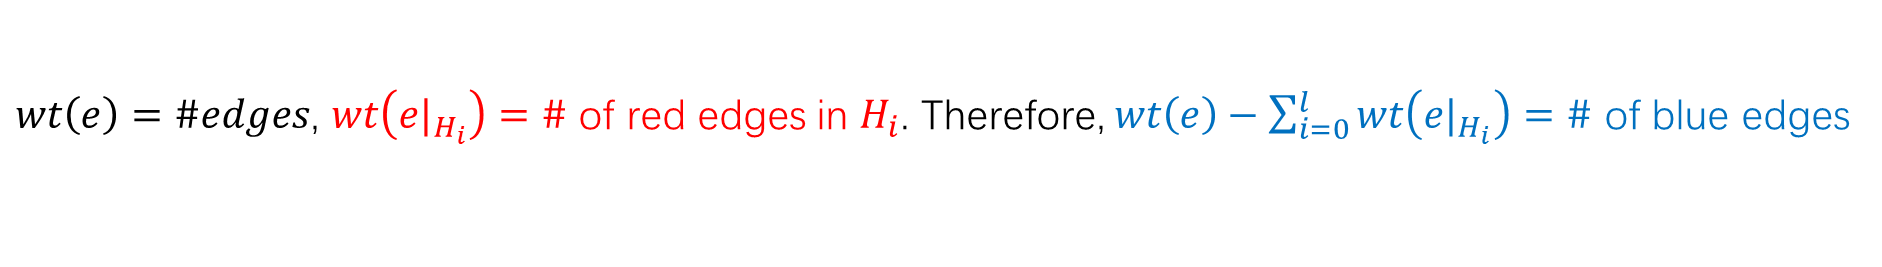 wt(e) = #edges, wt(e|_{H_i}) = # of red edges in H_i. Therefore, wt(e) − ∑_{i=0}^{l} wt(e|_{H_i}) = # of blue edges